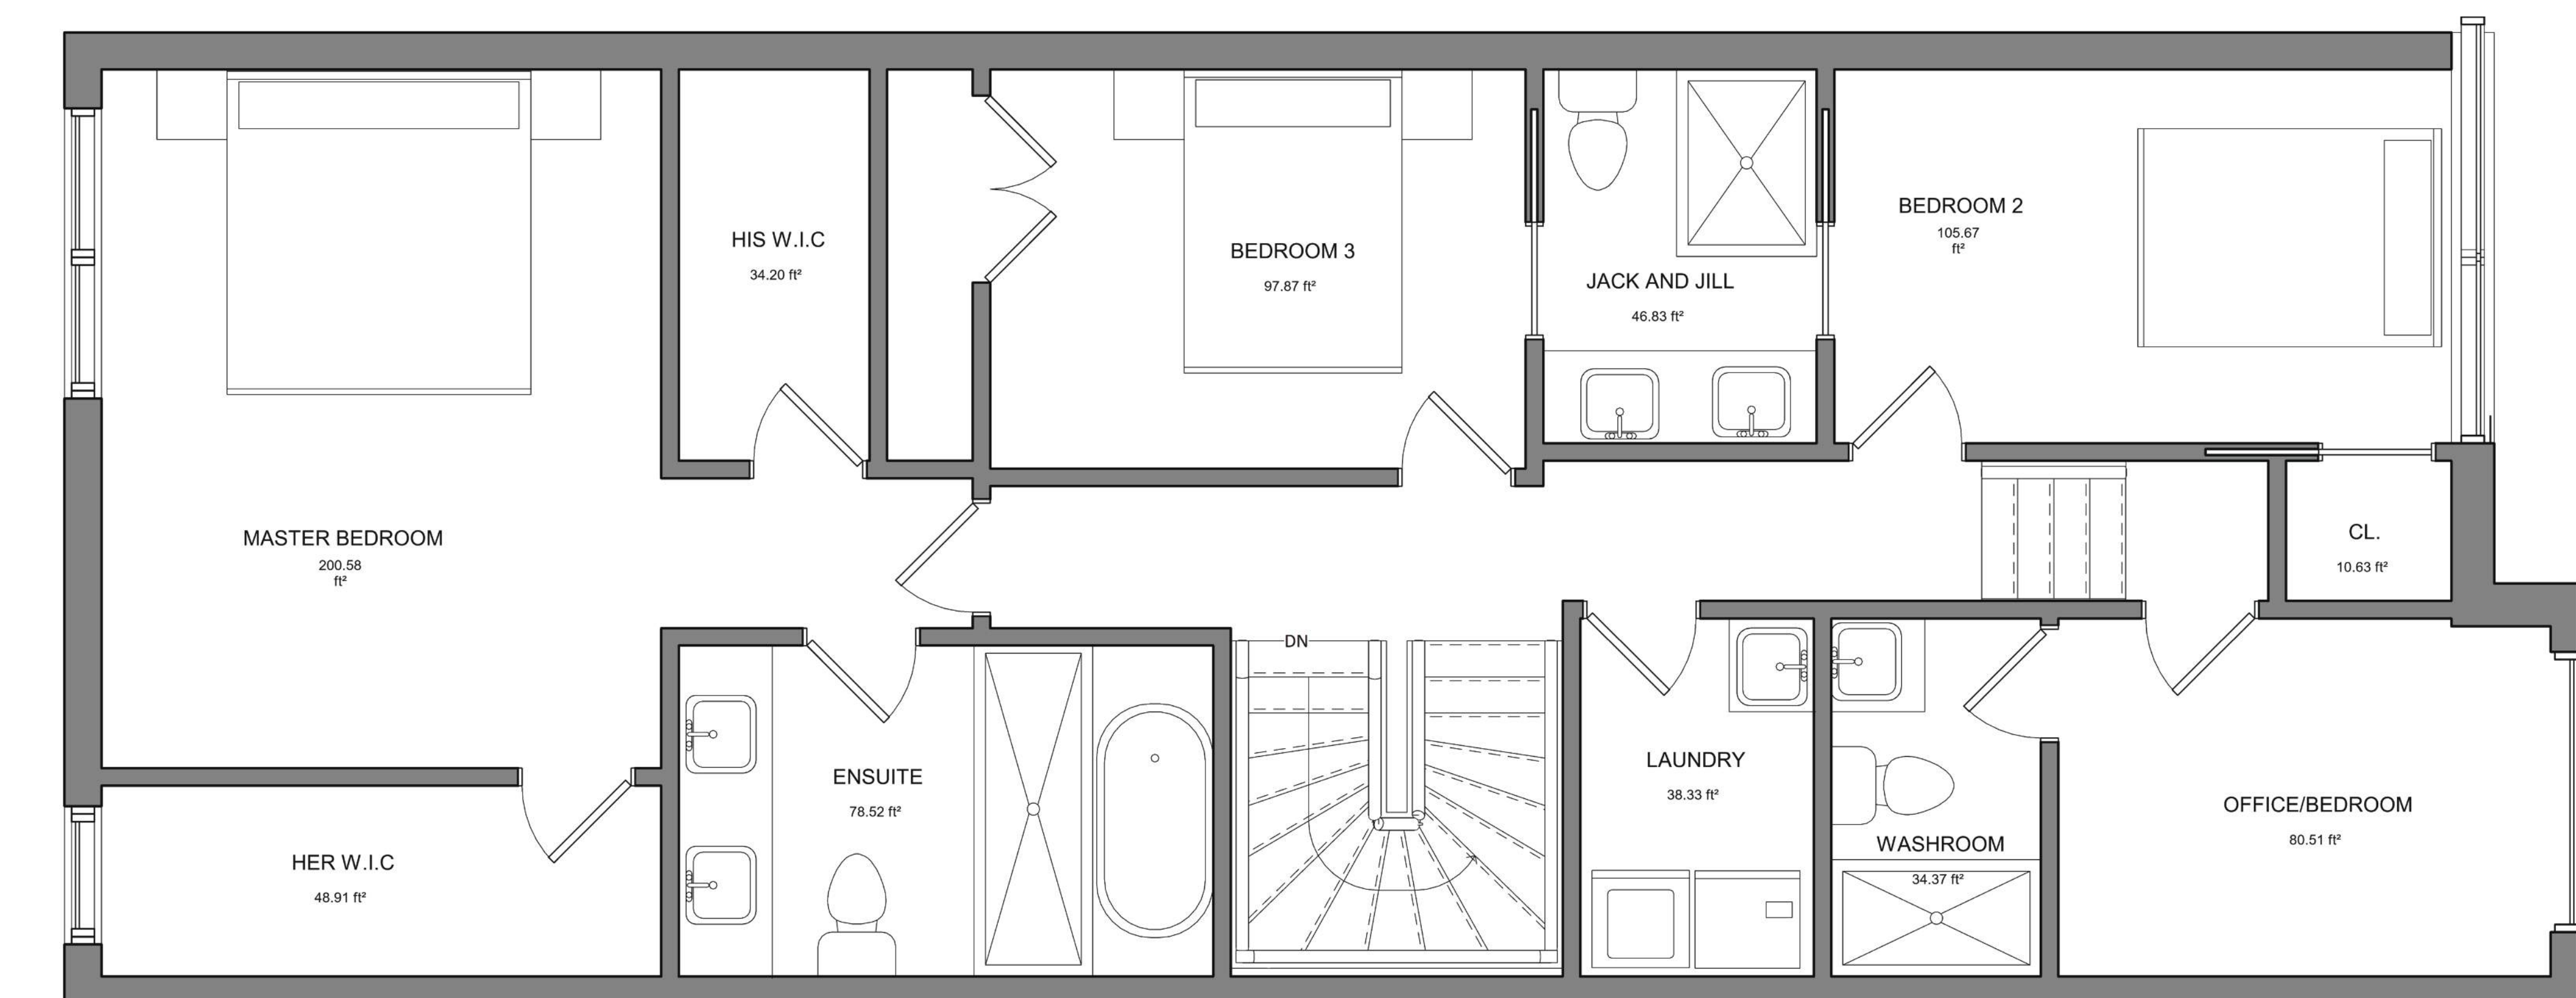 HIS W.I.C
34.20 ft²
BEDROOM 3
97.87 ft²
JACK AND JILL
46.83 ft²
BEDROOM 2
105.67
ft²
MASTER BEDROOM
200.58
ft²
CL.
10.63 ft²
DN
HER W.I.C
48.91 ft²
ENSUITE
78.52 ft²
LAUNDRY
38.33 ft²
WASHROOM
34.37 ft²
OFFICE/BEDROOM
80.51 ft²